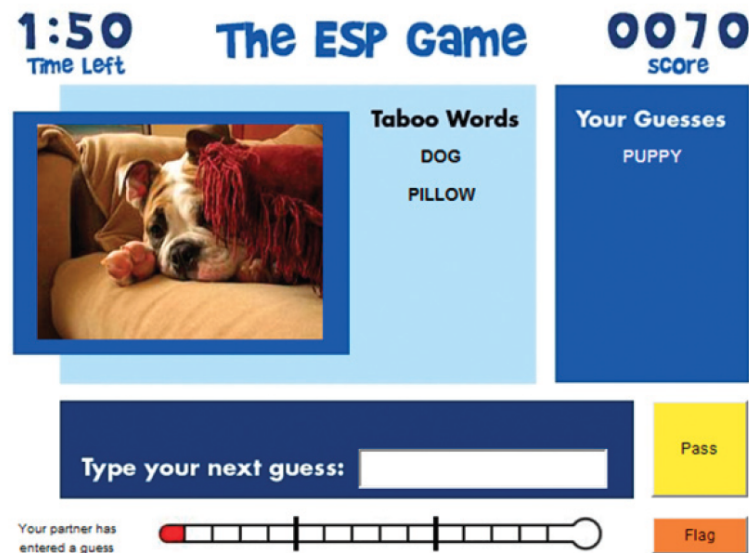 1:50
Time Left
The ESP Game
0070
score
Taboo Words
DOG
PILLOW
Your Guesses
PUPPY
Type your next guess:
Pass
Your partner has
entered a guess
Flag